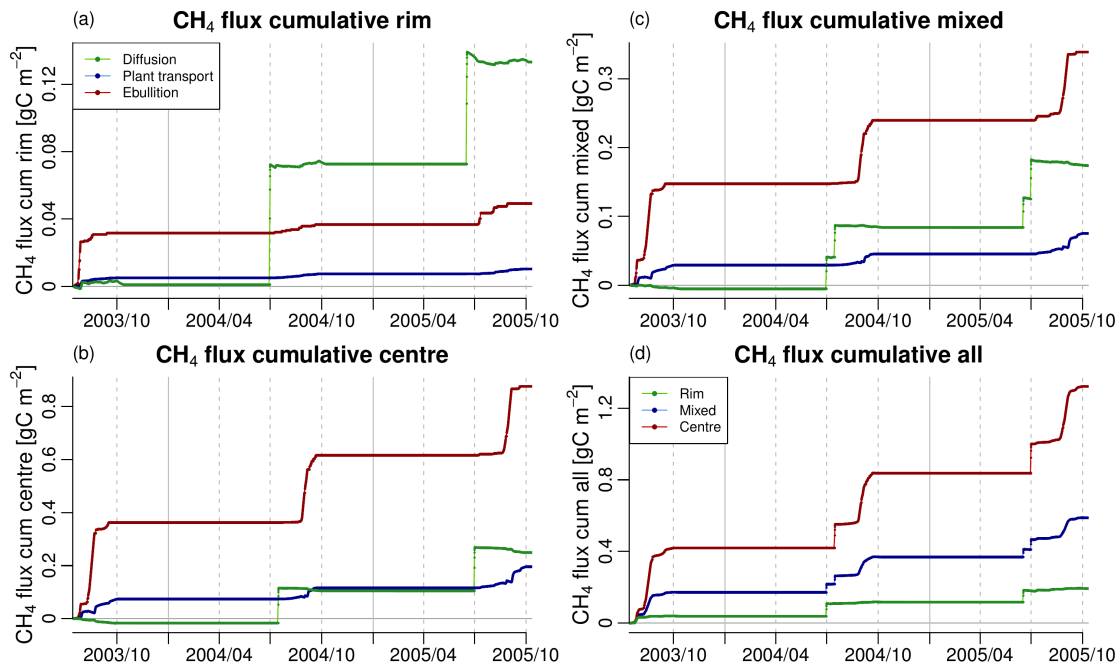 (a) CH₄ flux cumulative rim
CH₄ flux cum rim [gC m⁻²]
0 0.04 0.08 0.12
Diffusion
Plant transport
Ebullition
2003/10 2004/04 2004/10 2005/04 2005/10
(c) CH₄ flux cumulative mixed
CH₄ flux cum mixed [gC m⁻²]
0 0.1 0.2 0.3
2003/10 2004/04 2004/10 2005/04 2005/10
(b) CH₄ flux cumulative centre
CH₄ flux cum centre [gC m⁻²]
0 0.2 0.4 0.6 0.8
2003/10 2004/04 2004/10 2005/04 2005/10
(d) CH₄ flux cumulative all
CH₄ flux cum all [gC m⁻²]
0 0.4 0.8 1.2
Rim
Mixed
Centre
2003/10 2004/04 2004/10 2005/04 2005/10